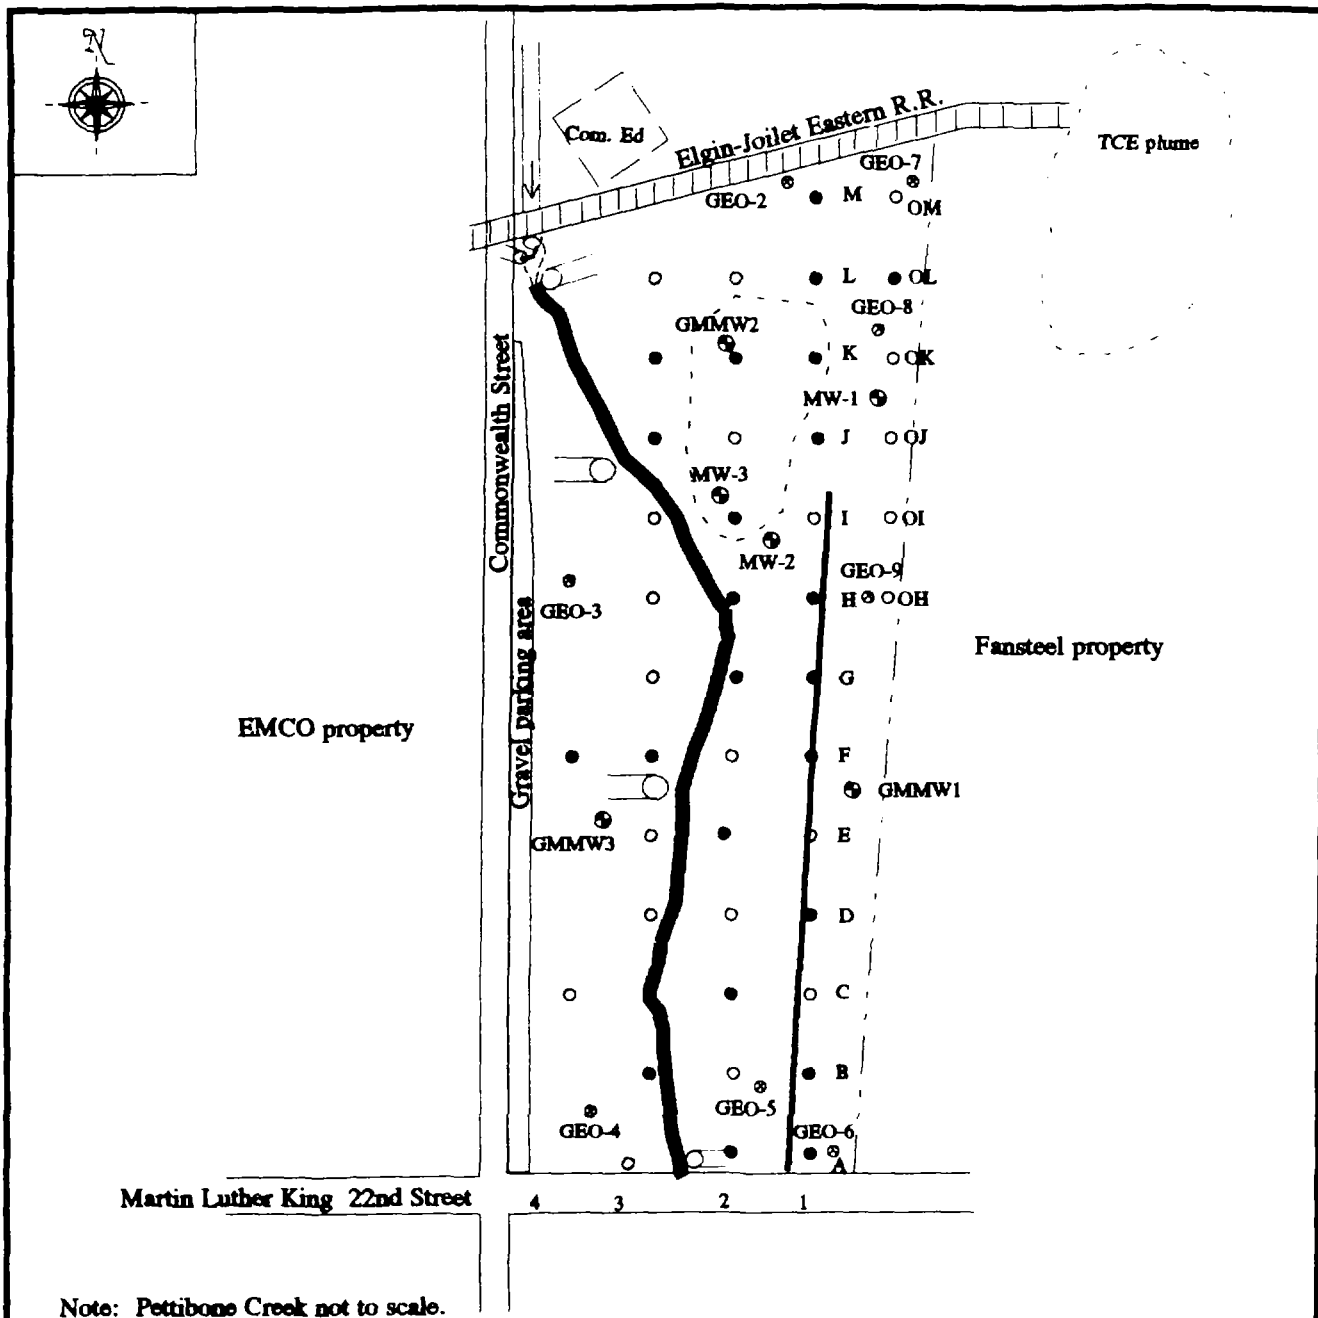 N
Com. Ed
Elgin-Joilet Eastern R.R.
TCE plume
GEO-7
GEO-2
M
OM
L
OL
GEO-8
GMMW2
K
OK
MW-1
Commonwealth Street
J
OJ
MW-3
I
OI
MW-2
GEO-9
GEO-3
H
OH
Gravel parking area
Fansteel property
G
EMCO property
F
GMMW1
GMMW3
E
D
C
B
GEO-5
GEO-4
GEO-6
A
Martin Luther King 22nd Street
4 3 2 1
Note: Pettibone Creek not to scale.